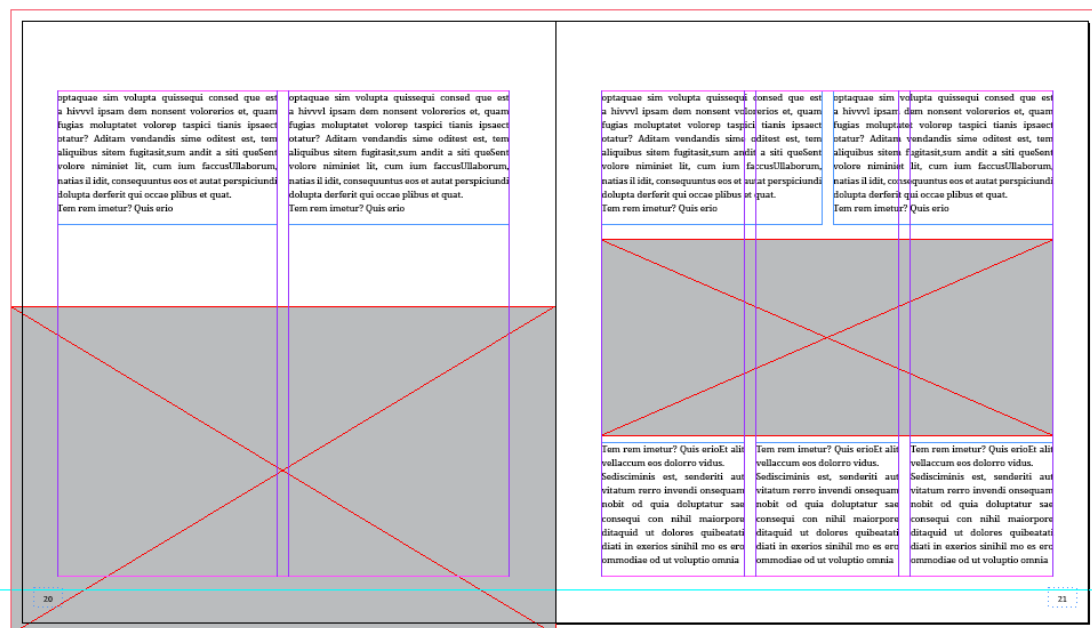 optaquae sim volupta quissequi consed que est
a hivvvl ipsam dem nonsent volorerios et, quam
fugias moluptatet volorep taspici tianis ipsaect
otatur? Aditam vendandis sime oditest est, tem
aliquibus sitem fugitasit,sum andit a siti queSent
volore niminiet lit, cum ium faccusUllaborum,
natias il idit, consequuntus eos et autat perspiciundi
dolupta derferit qui occae plibus et quat.
Tem rem imetur? Quis erio
optaquae sim volupta quissequi consed que est
a hivvvl ipsam dem nonsent volorerios et, quam
fugias moluptatet volorep taspici tianis ipsaect
otatur? Aditam vendandis sime oditest est, tem
aliquibus sitem fugitasit,sum andit a siti queSent
volore niminiet lit, cum ium faccusUllaborum,
natias il idit, consequuntus eos et autat perspiciundi
dolupta derferit qui occae plibus et quat.
Tem rem imetur? Quis erio
20
optaquae sim volupta quissequi consed que est
a hivvvl ipsam dem nonsent volorerios et, quam
fugias moluptatet volorep taspici tianis ipsaect
otatur? Aditam vendandis sime oditest est, tem
aliquibus sitem fugitasit,sum andit a siti queSent
volore niminiet lit, cum ium faccusUllaborum,
natias il idit, consequuntus eos et autat perspiciundi
dolupta derferit qui occae plibus et quat.
Tem rem imetur? Quis erio
optaquae sim volupta quissequi consed que est
a hivvvl ipsam dem nonsent volorerios et, quam
fugias moluptatet volorep taspici tianis ipsaect
otatur? Aditam vendandis sime oditest est, tem
aliquibus sitem fugitasit,sum andit a siti queSent
volore niminiet lit, cum ium faccusUllaborum,
natias il idit, consequuntus eos et autat perspiciundi
dolupta derferit qui occae plibus et quat.
Tem rem imetur? Quis erio
Tem rem imetur? Quis erioEt alit
vellaccum eos dolorro vidus.
Sedisciminis est, senderiti aut
vitatum rerro invendi onsequam
nobit od quia doluptatur sae
consequi con nihil maiorpore
ditaquid ut dolores quibeatati
diati in exerios sinihil mo es ero
ommodiae od ut voluptio omnia
Tem rem imetur? Quis erioEt alit
vellaccum eos dolorro vidus.
Sedisciminis est, senderiti aut
vitatum rerro invendi onsequam
nobit od quia doluptatur sae
consequi con nihil maiorpore
ditaquid ut dolores quibeatati
diati in exerios sinihil mo es ero
ommodiae od ut voluptio omnia
Tem rem imetur? Quis erioEt alit
vellaccum eos dolorro vidus.
Sedisciminis est, senderiti aut
vitatum rerro invendi onsequam
nobit od quia doluptatur sae
consequi con nihil maiorpore
ditaquid ut dolores quibeatati
diati in exerios sinihil mo es ero
ommodiae od ut voluptio omnia
21